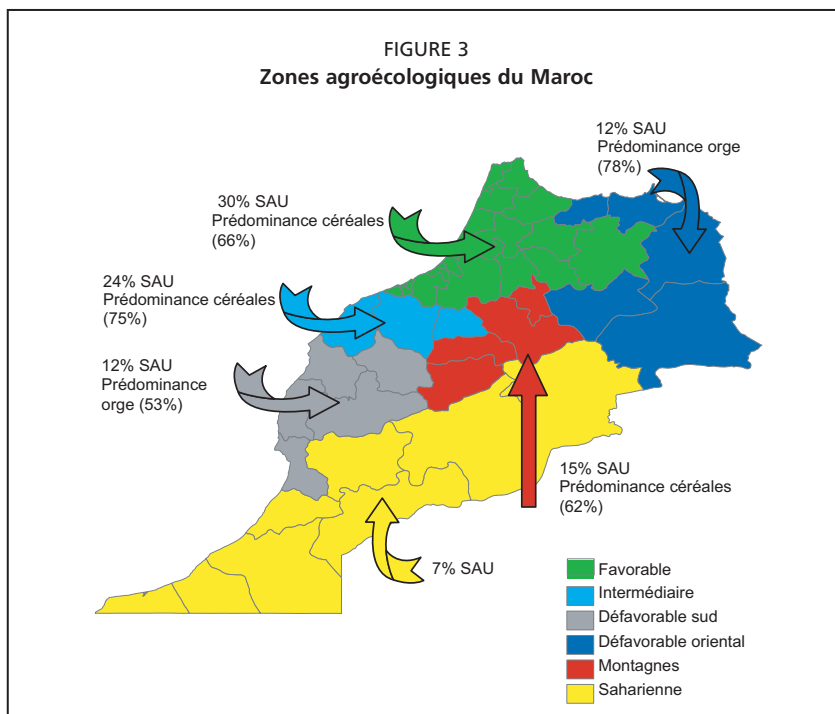 FIGURE 3
Zones agroécologiques du Maroc
12% SAU
Prédominance orge
(78%)
30% SAU
Prédominance céréales
(66%)
24% SAU
Prédominance céréales
(75%)
12% SAU
Prédominance
orge (53%)
15% SAU
Prédominance céréales
(62%)
7% SAU
Favorable
Intermédiaire
Défavorable sud
Défavorable oriental
Montagnes
Saharienne